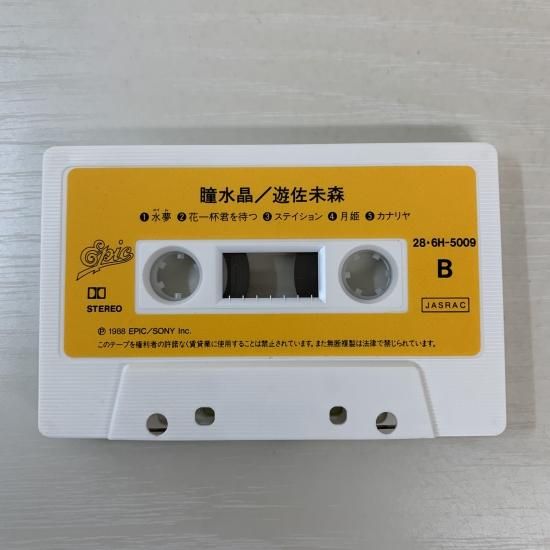 瞳水晶／遊佐未森
❶水夢 ❷花一杯君を待つ ❸ステイション ❹月姫 ❺カナリヤ
Epic
28・6H-5009
B
STEREO
JASRAC
Ⓟ 1988 EPIC/SONY Inc.
このテープを権利者の許諾なく賃貸業に使用することは禁止されています。また無断複製は法律で禁じられています。